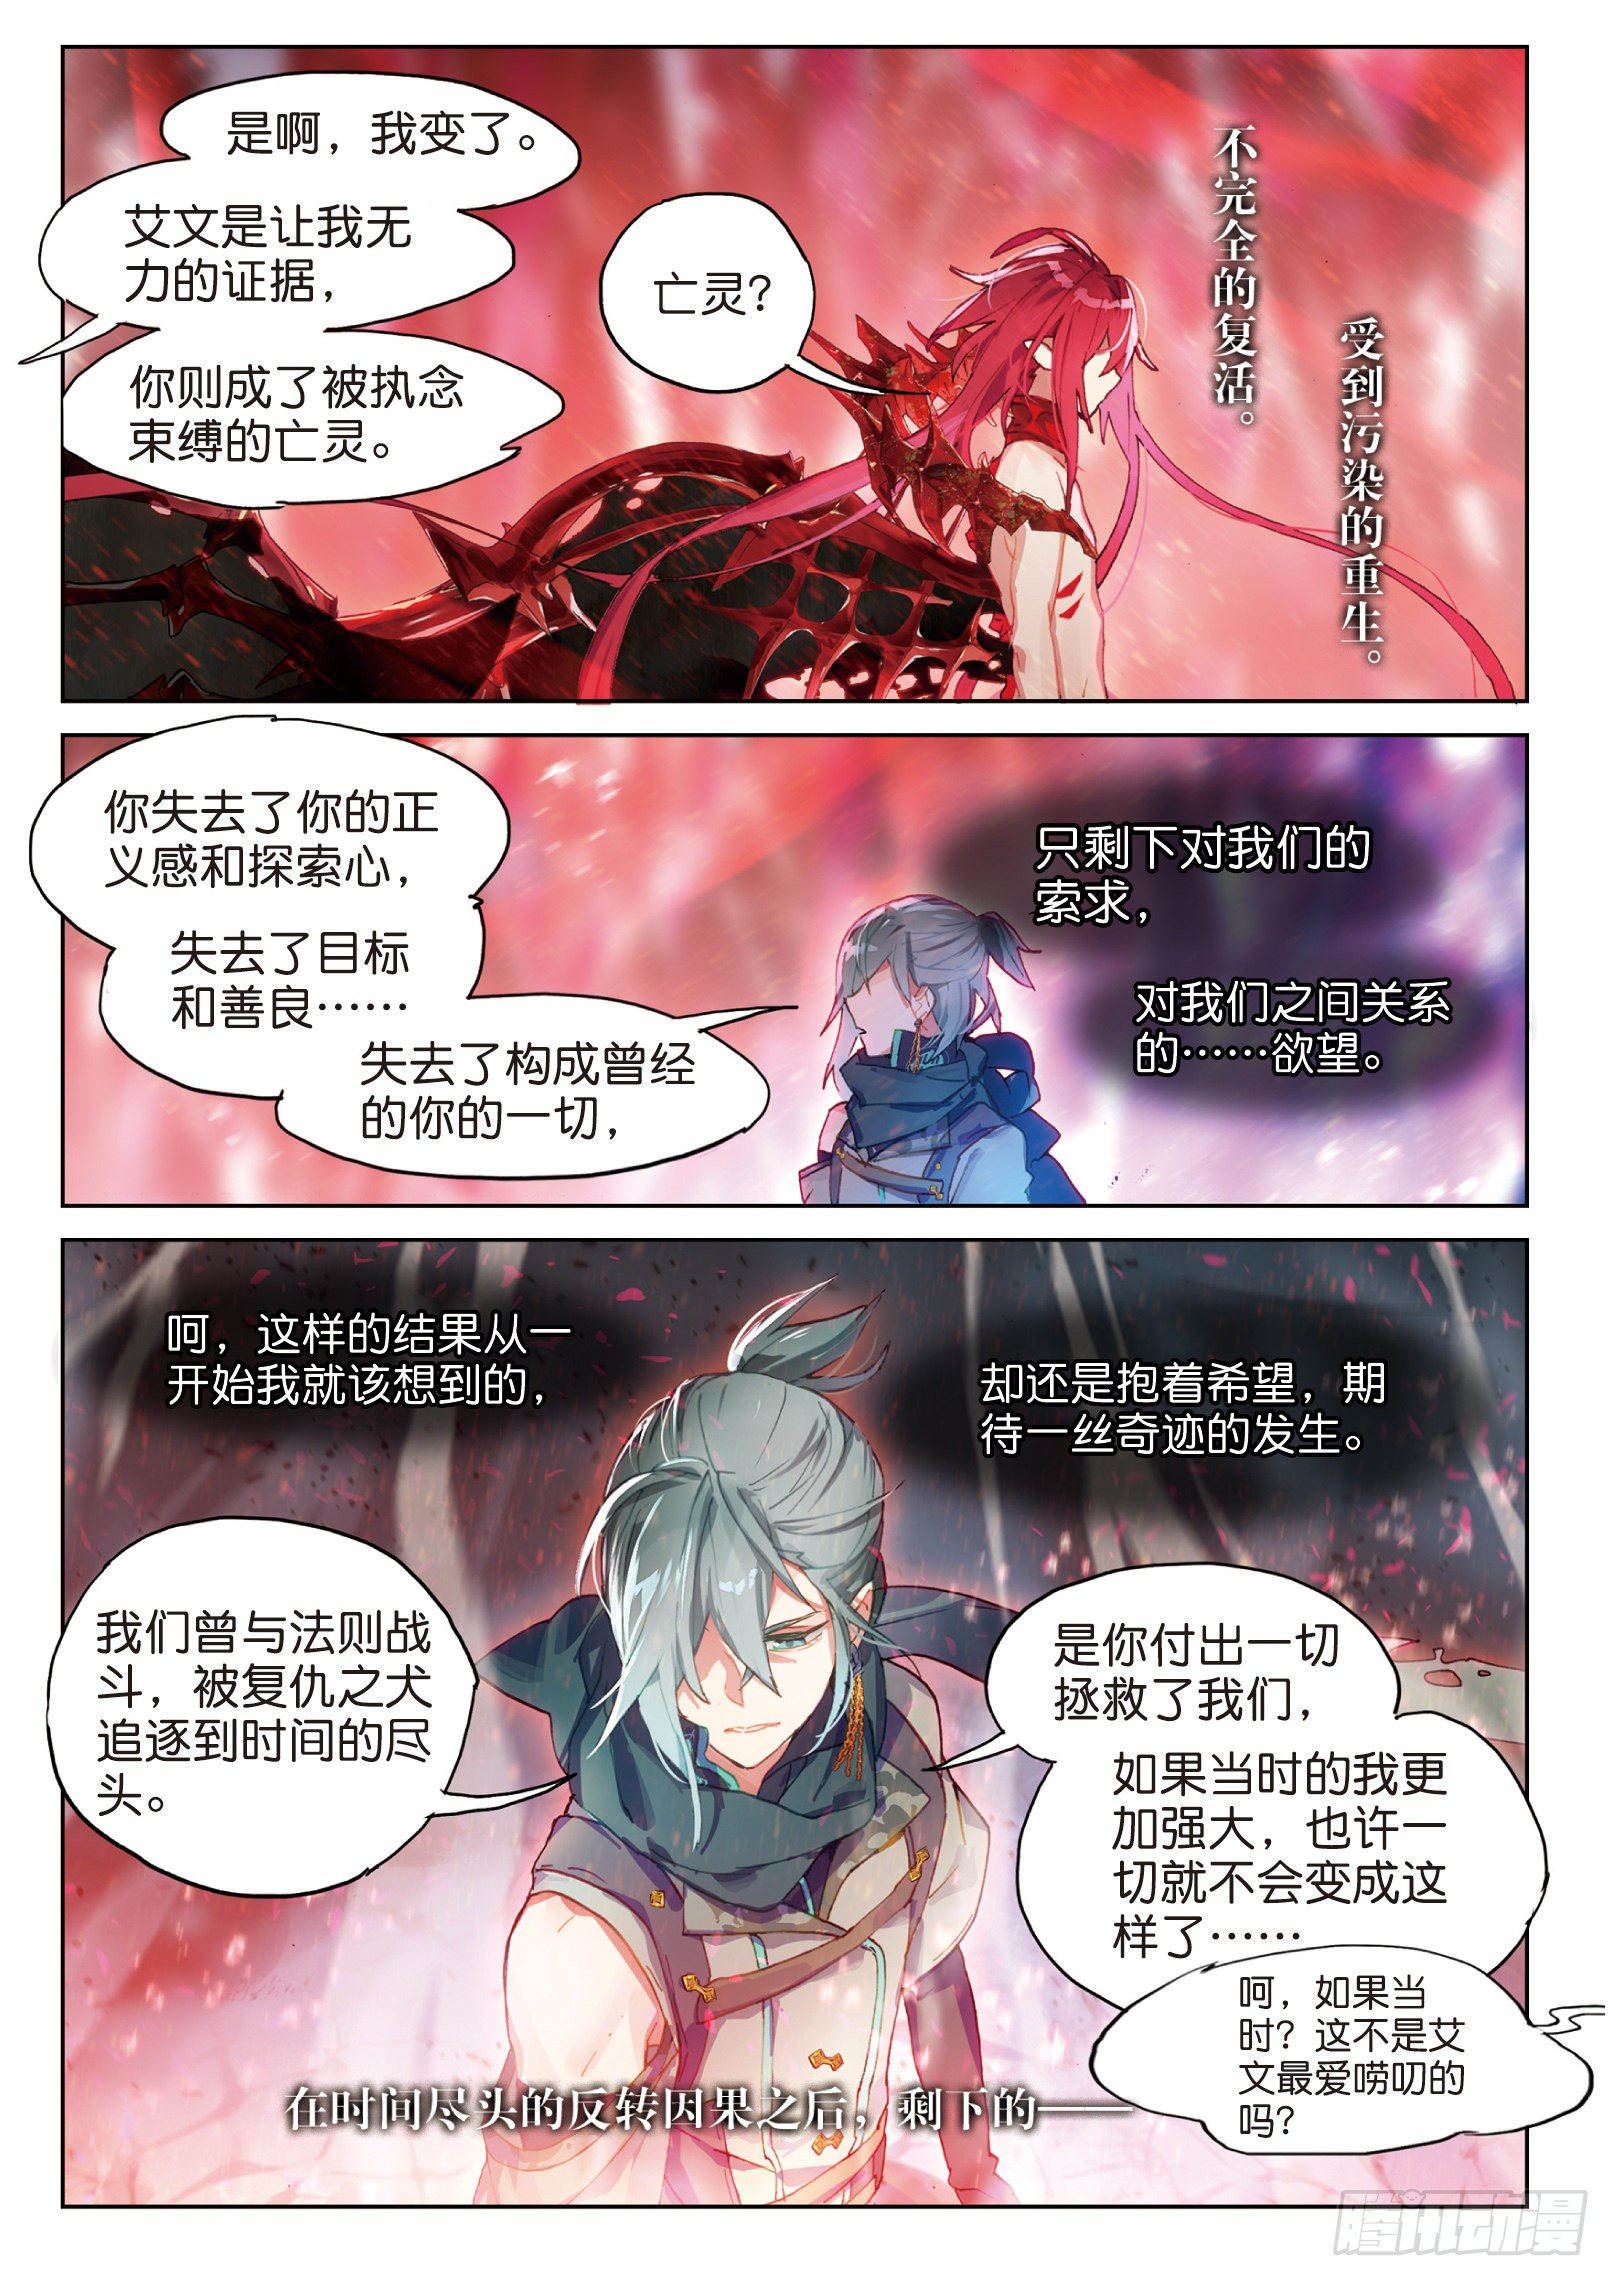 是啊，我变了。
艾文是让我无
力的证据，
你则成了被执念
束缚的亡灵。
亡灵？
不完全的复活。
受到污染的重生。
你失去了你的正
义感和探索心，
失去了目标
和善良……
失去了构成曾经
的你的一切，
只剩下对我们的
索求，
对我们之间关系
的……欲望。
呵，这样的结果从一
开始我就该想到的，
却还是抱着希望，期
待一丝奇迹的发生。
我们曾与法则战
斗，被复仇之犬
追逐到时间的尽
头。
是你付出一切
拯救了我们，
如果当时的我更
加强大，也许一
切就不会变成这
样了……
呵，如果当
时？这不是艾
文最爱唠叨的
吗？
在时间尽头的反转因果之后，剩下的——
腾讯动漫